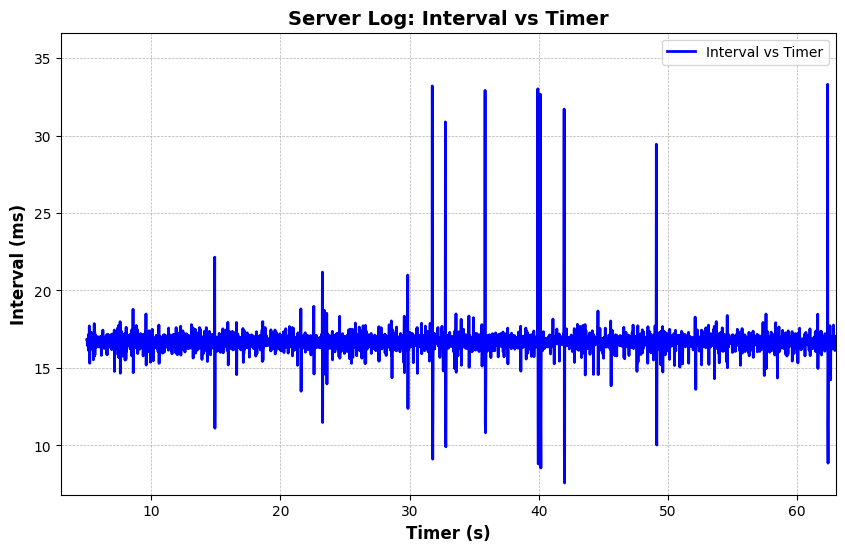 Server Log: Interval vs Timer
Interval vs Timer
35
30
25
20
15
10
Interval (ms)
10 20 30 40 50 60
Timer (s)